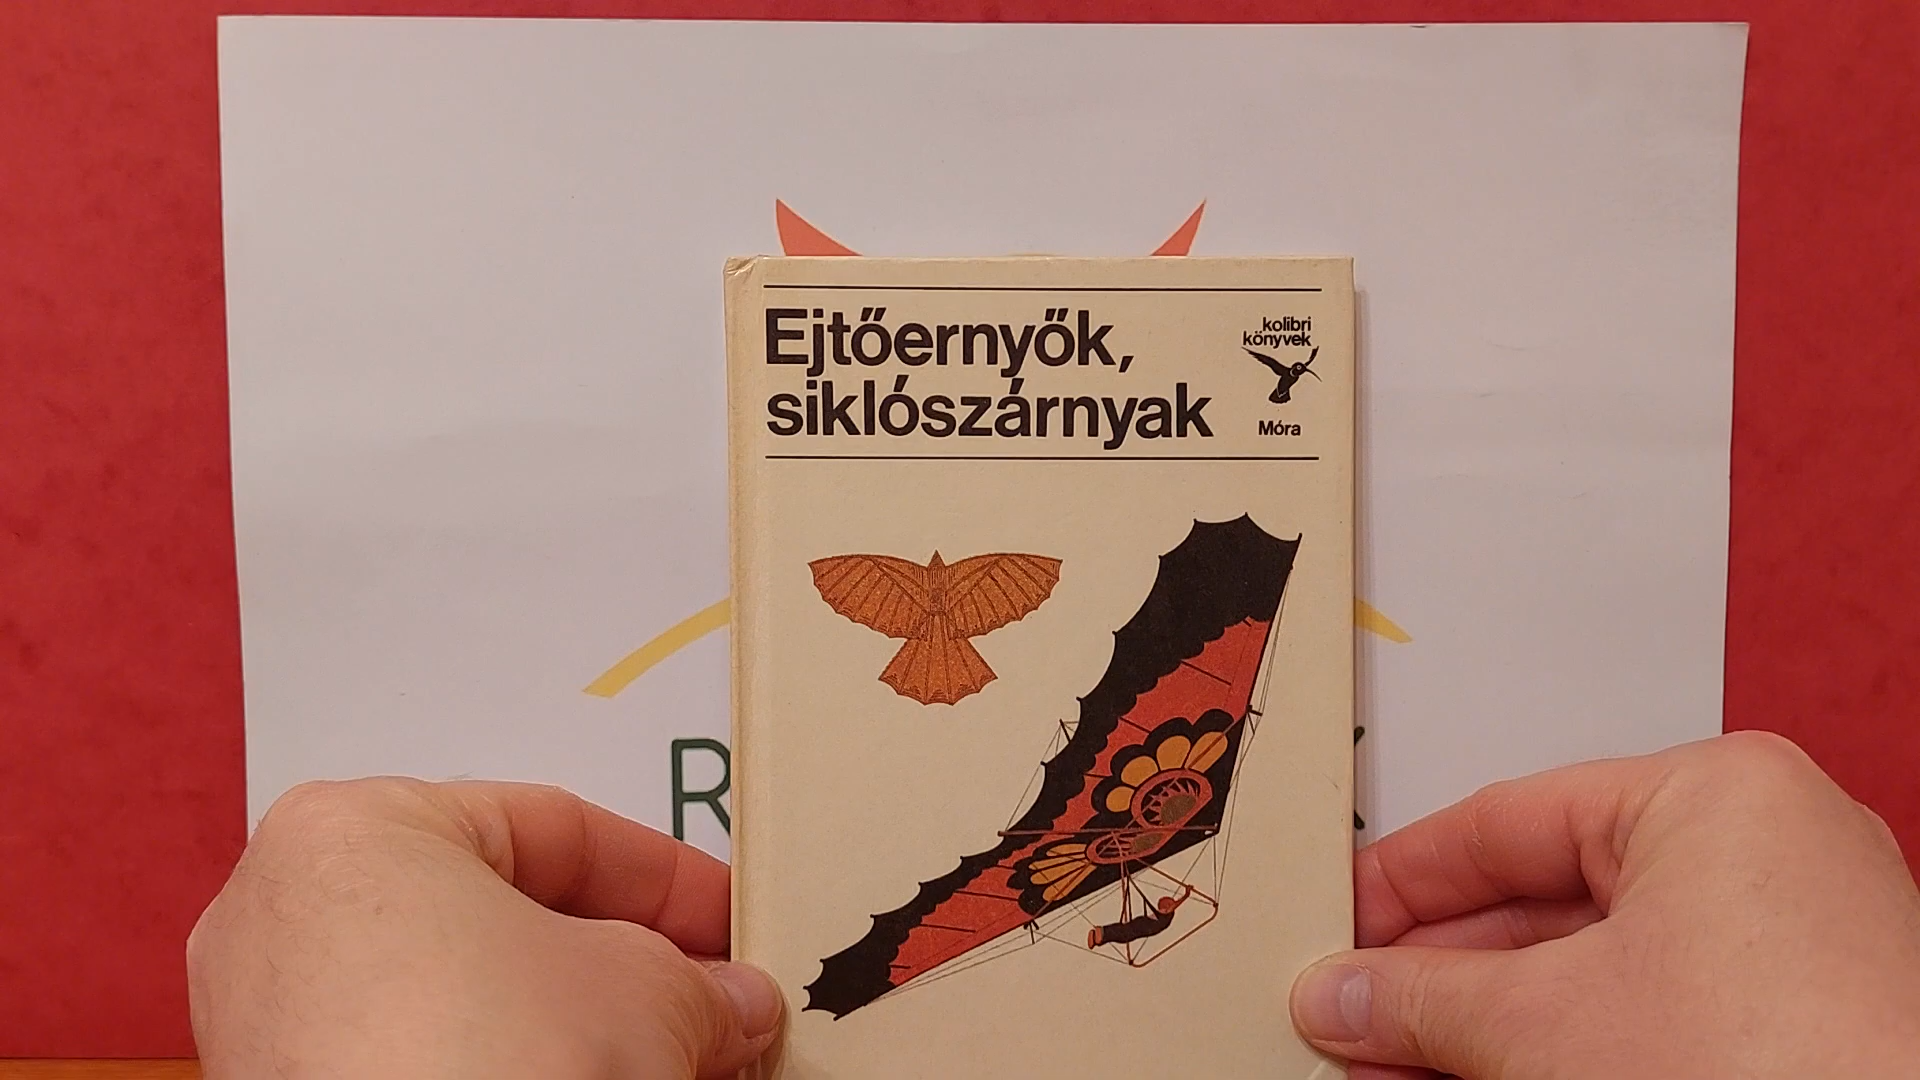 Ejtőernyők,
siklószárnyak
kolibri
könyvek
Móra
R